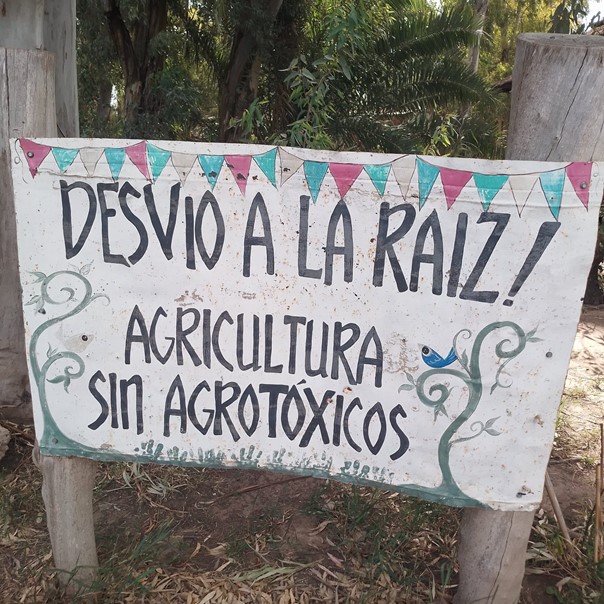 DESVIO A LA RAIZ!
AGRICULTURA
SIN AGROTÓXICOS